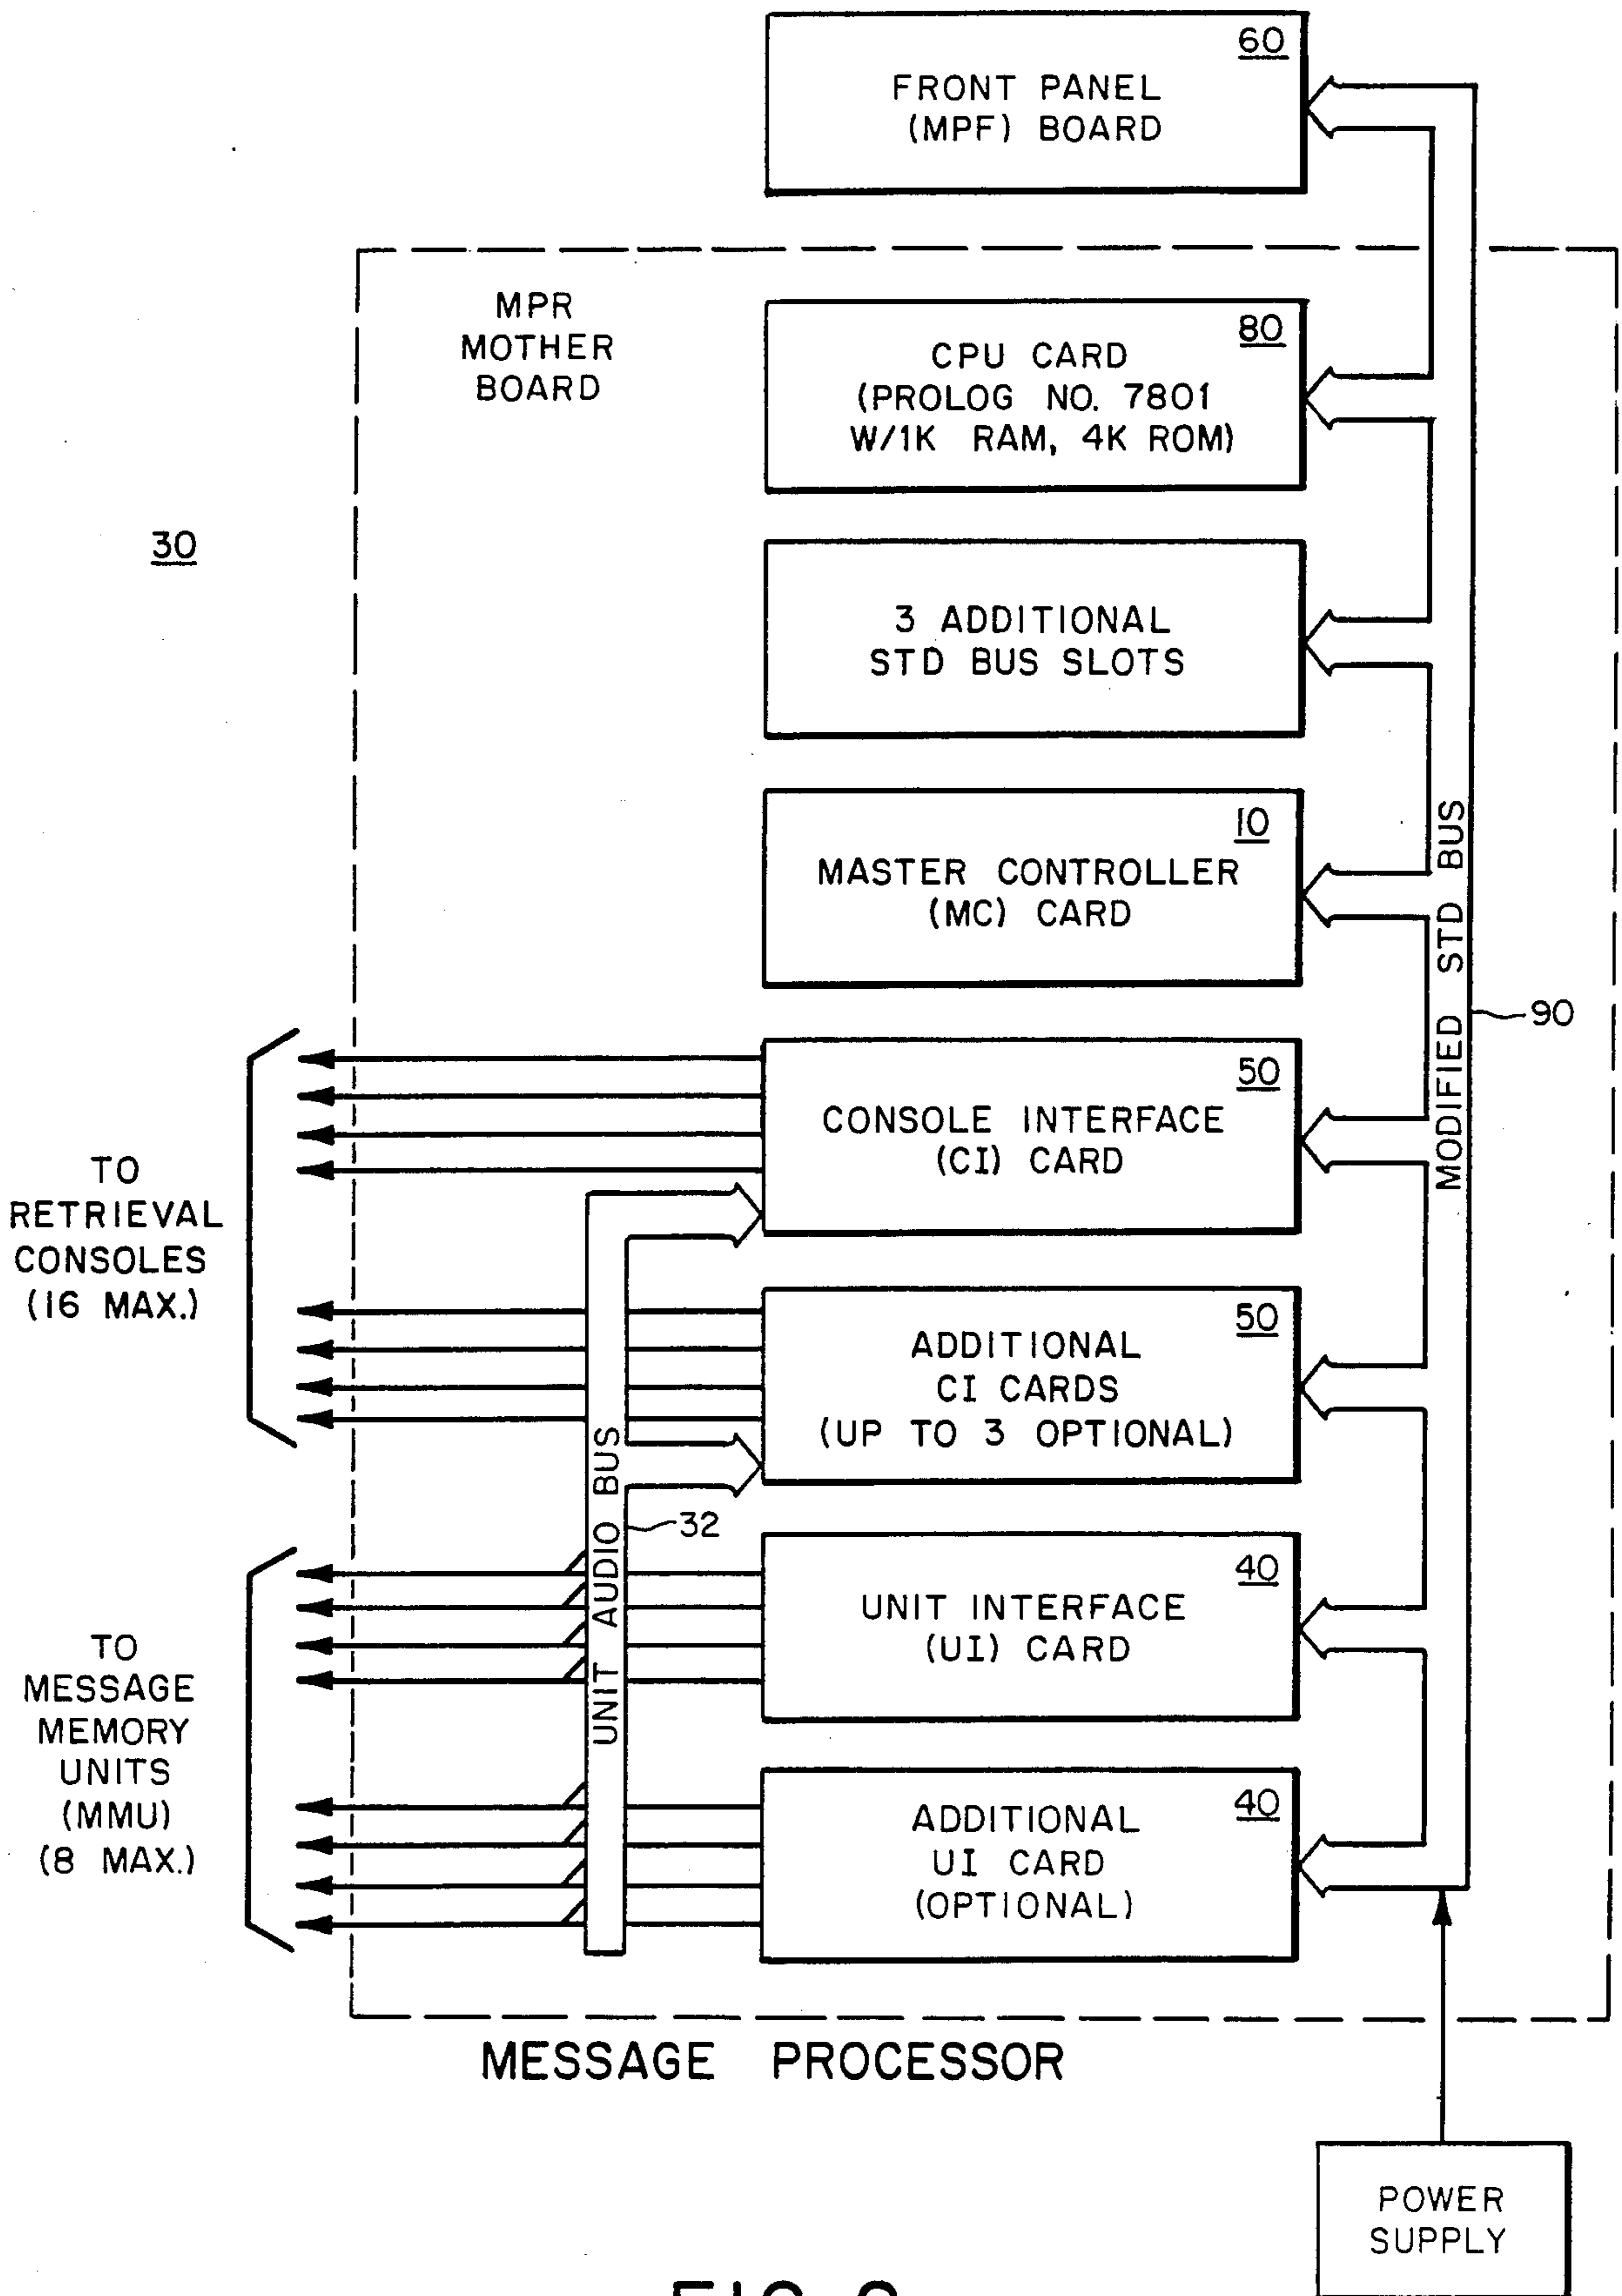 60
FRONT PANEL
(MPF) BOARD
MPR
MOTHER
BOARD
80
CPU CARD
(PROLOG NO. 7801
W/1K RAM, 4K ROM)
30
3 ADDITIONAL
STD BUS SLOTS
10
MASTER CONTROLLER
(MC) CARD
MODIFIED STD BUS
90
50
CONSOLE INTERFACE
(CI) CARD
TO
RETRIEVAL
CONSOLES
(16 MAX.)
50
ADDITIONAL
CI CARDS
(UP TO 3 OPTIONAL)
UNIT AUDIO BUS
32
40
UNIT INTERFACE
(UI) CARD
TO
MESSAGE
MEMORY
UNITS
(MMU)
(8 MAX.)
40
ADDITIONAL
UI CARD
(OPTIONAL)
MESSAGE PROCESSOR
POWER
SUPPLY